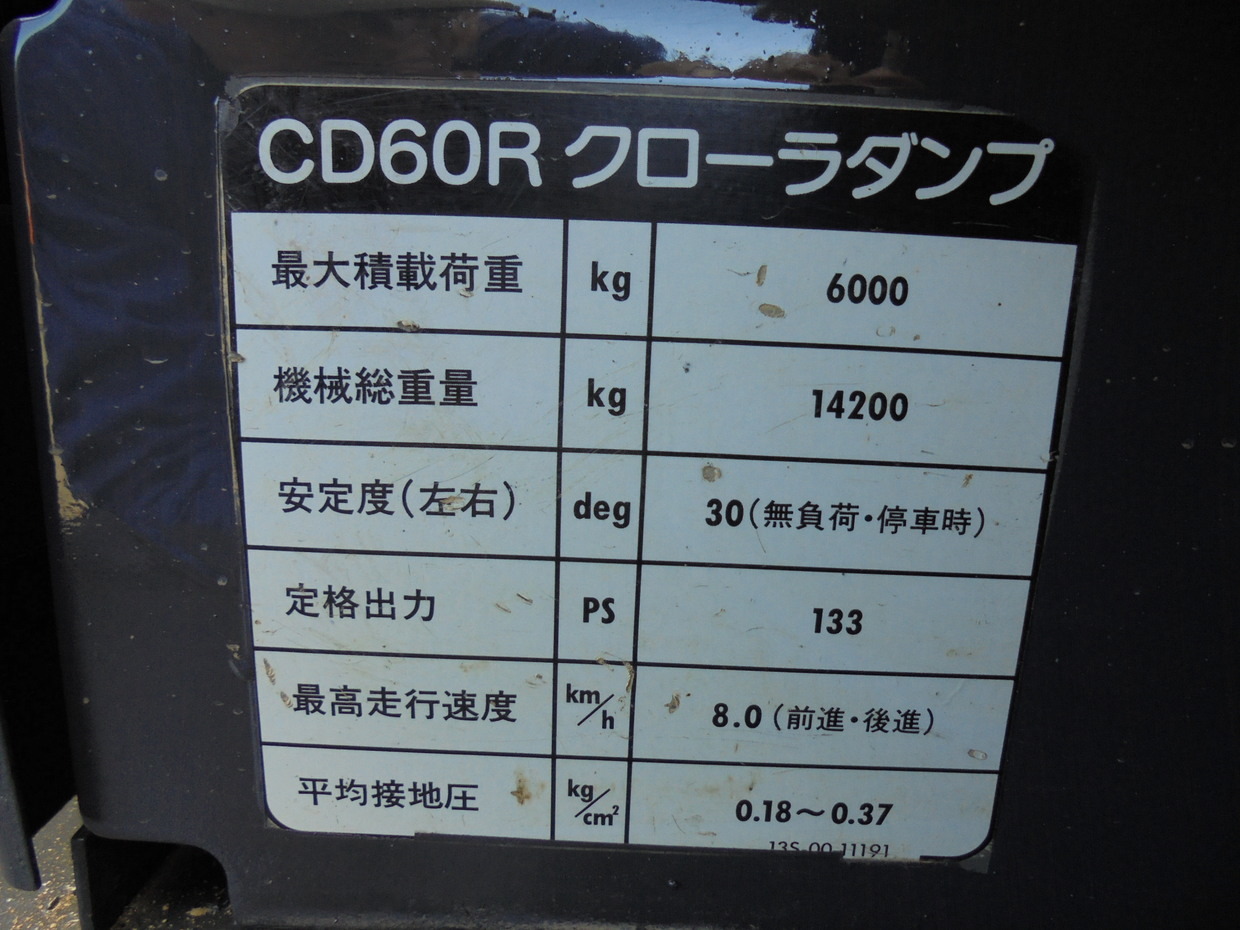 CD60R クローラダンプ
最大積載荷重 kg 6000
機械総重量 kg 14200
安定度(左右) deg 30(無負荷・停車時)
定格出力 PS 133
最高走行速度 km/h 8.0(前進・後進)
平均接地圧 kg/cm² 0.18～0.37
13S-00-11191